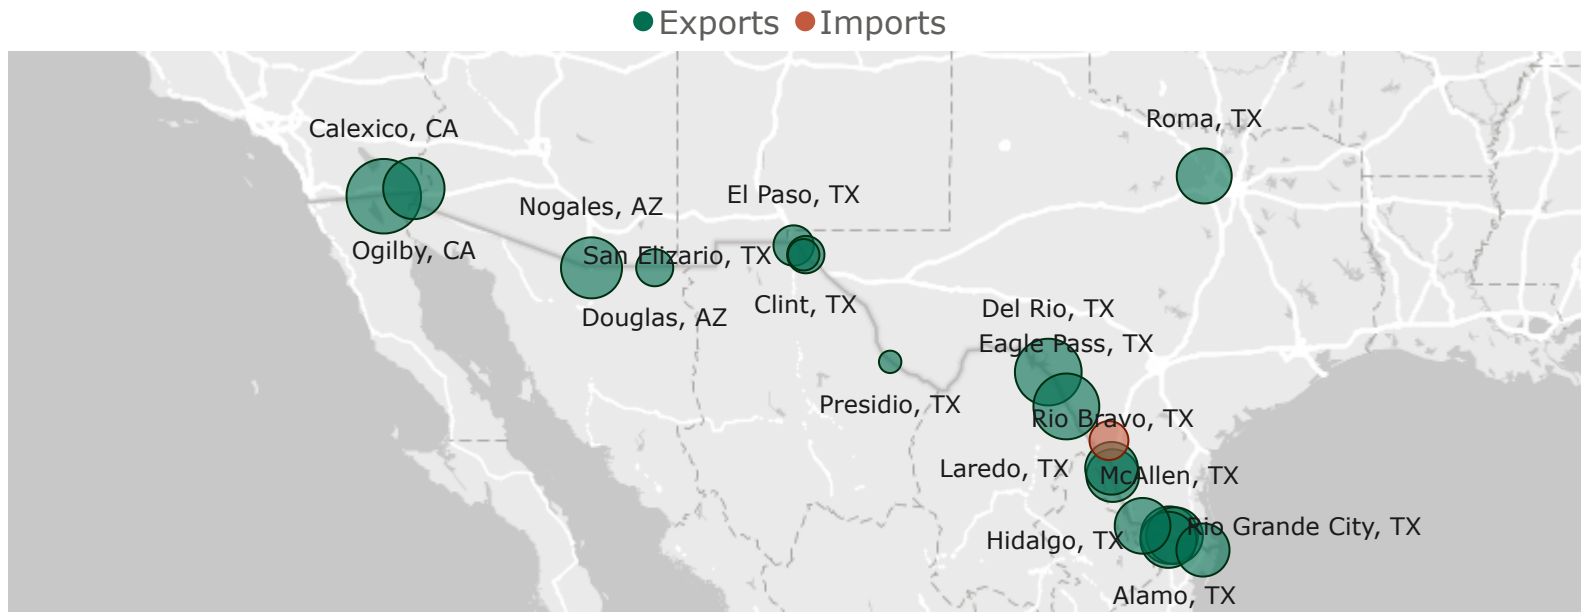 Exports Imports
Calexico, CA
Roma, TX
El Paso, TX
Nogales, AZ
Ogilby, CA
San Elizario, TX
Clint, TX
Douglas, AZ
Del Rio, TX
Eagle Pass, TX
Presidio, TX
Rio Bravo, TX
Laredo, TX
McAllen, TX
Rio Grande City, TX
Hidalgo, TX
Alamo, TX